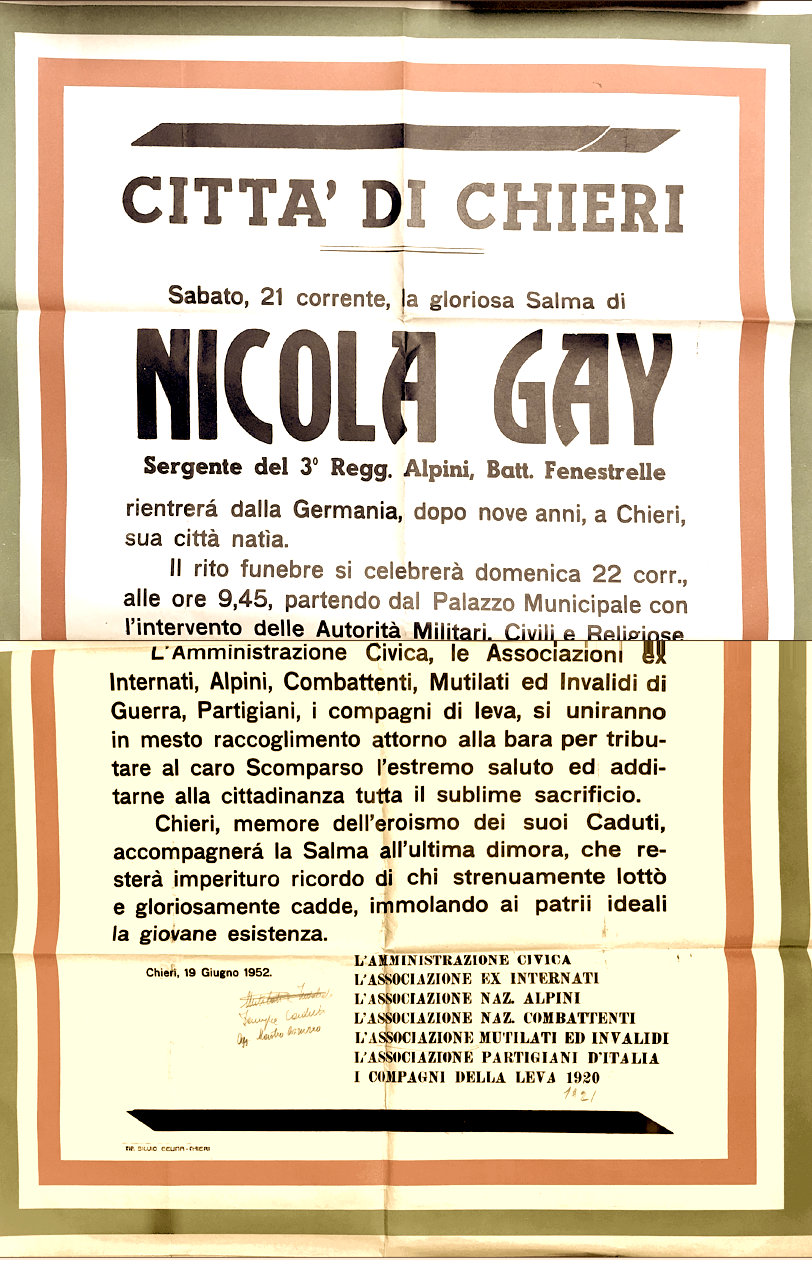 CITTA' DI CHIERI
Sabato, 21 corrente, la gloriosa Salma di
NICOLA GAY
Sergente del 3° Regg. Alpini, Batt. Fenestrelle
rientrerá dalla Germania, dopo nove anni, a Chieri,
sua città natìa.
Il rito funebre si celebrerà domenica 22 corr.,
alle ore 9,45, partendo dal Palazzo Municipale con
l'intervento delle Autorità Militari, Civili e Religiose
L'Amministrazione Civica, le Associazioni ex
Internati, Alpini, Combattenti, Mutilati ed Invalidi di
Guerra, Partigiani, i compagni di leva, si uniranno
in mesto raccoglimento attorno alla bara per tribu-
tare al caro Scomparso l'estremo saluto ed addi-
tarne alla cittadinanza tutta il sublime sacrificio.
Chieri, memore dell'eroismo dei suoi Caduti,
accompagnerá la Salma all'ultima dimora, che re-
sterà imperituro ricordo di chi strenuamente lottò
e gloriosamente cadde, immolando ai patrii ideali
la giovane esistenza.
Chieri, 19 Giugno 1952.
L'AMMINISTRAZIONE CIVICA
L'ASSOCIAZIONE EX INTERNATI
L'ASSOCIAZIONE NAZ. ALPINI
L'ASSOCIAZIONE NAZ. COMBATTENTI
L'ASSOCIAZIONE MUTILATI ED INVALIDI
L'ASSOCIAZIONE PARTIGIANI D'ITALIA
I COMPAGNI DELLA LEVA 1920
TIP. SILVIO - CHIERI